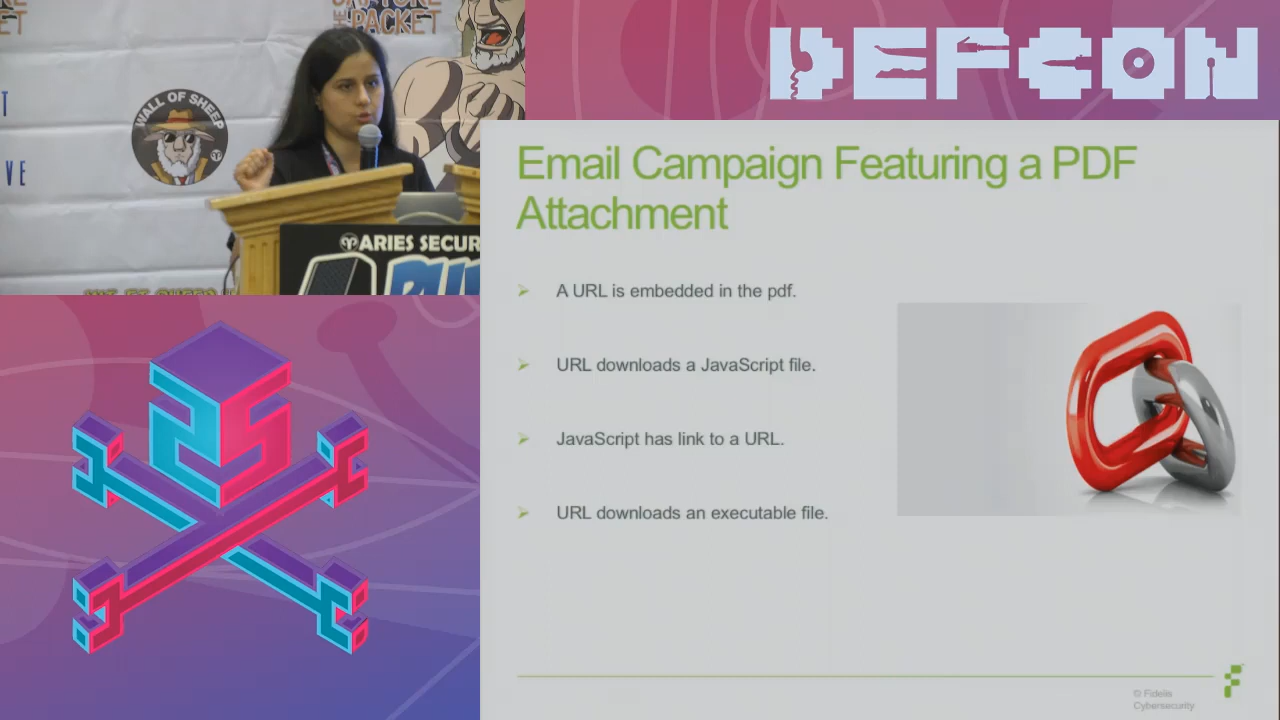 PACKET
WALL OF SHEEP
T
VE
ARIES SECUR
DEFCON
Email Campaign Featuring a PDF
Attachment
➢ A URL is embedded in the pdf.
➢ URL downloads a JavaScript file.
➢ JavaScript has link to a URL.
➢ URL downloads an executable file.
© Fidelis
Cybersecurity